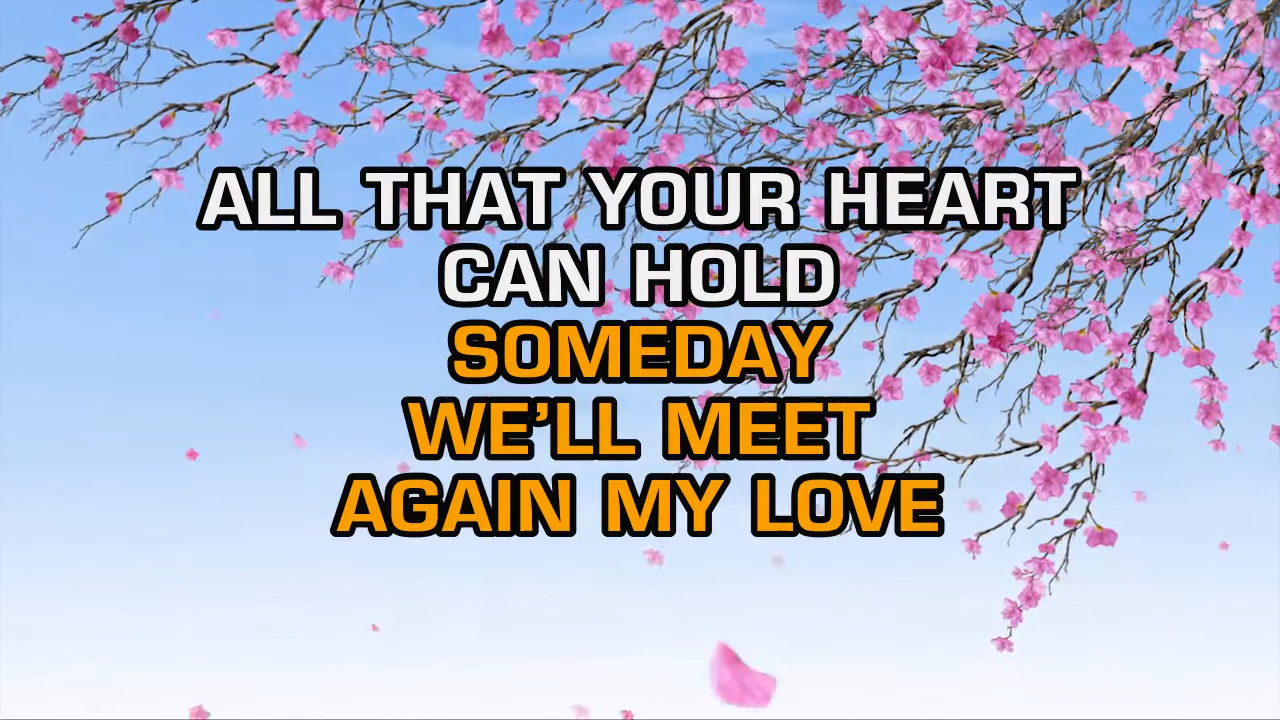 ALL THAT YOUR HEART
CAN HOLD
SOMEDAY
WE’LL MEET
AGAIN MY LOVE